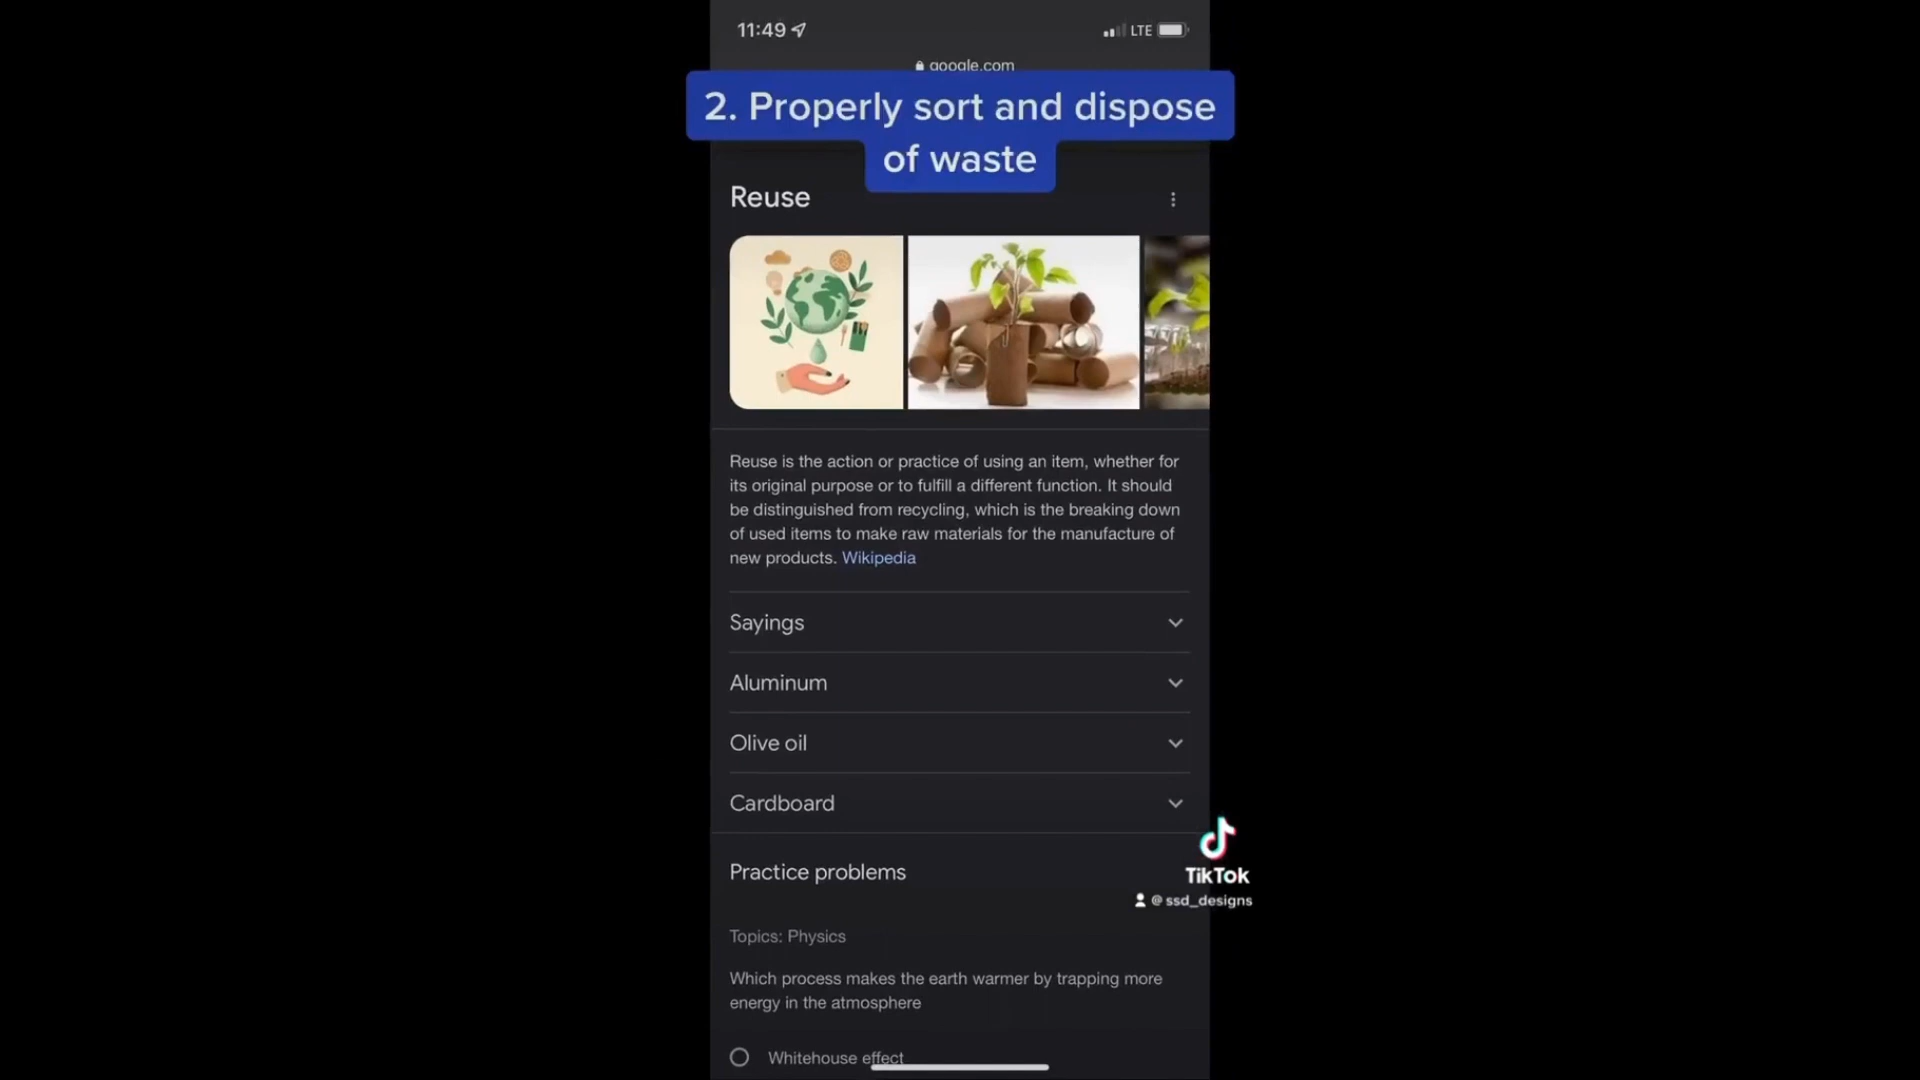 11:49
LTE
google.com
2. Properly sort and dispose
of waste
Reuse
Reuse is the action or practice of using an item, whether for
its original purpose or to fulfill a different function. It should
be distinguished from recycling, which is the breaking down
of used items to make raw materials for the manufacture of
new products. Wikipedia
Sayings
Aluminum
Olive oil
Cardboard
Practice problems
TikTok
@ssd_designs
Topics: Physics
Which process makes the earth warmer by trapping more
energy in the atmosphere
Whitehouse effect